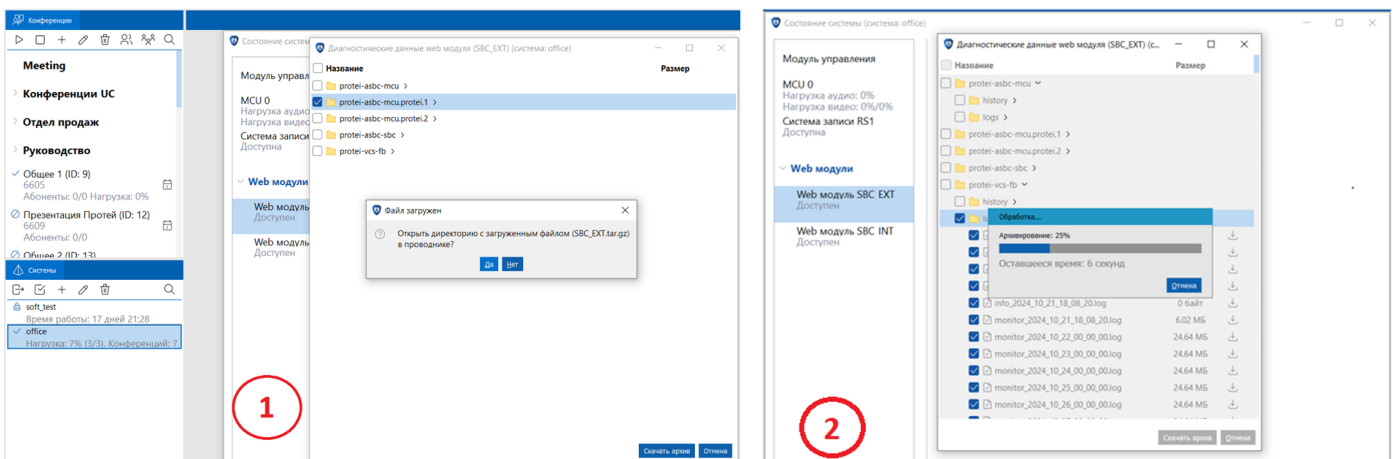 Конференции
Meeting
Конференции UC
Отдел продаж
Руководство
Общее 1 (ID: 9)
6605
Абоненты: 0/0 Нагрузка: 0%
Презентация Протей (ID: 12)
6609
Абоненты: 0/0
Общее 2 (ID: 13)
Системы
soft_test
Время работы: 17 дней 21:28
office
Нагрузка: 7% (3/3). Конференций: 7
Состояние систем
Модуль управл
MCU 0
Нагрузка аудио
Нагрузка видео
Система записи
Доступна
Web модули
Web модуль
Доступен
Web модуль
Доступен
1
Диагностические данные web модуля (SBC_EXT) (система: office)
Название
Размер
protei-asbc-mcu
protei-asbc-mcu.protei.1
protei-asbc-mcu.protei.2
protei-asbc-sbc
protei-vcs-fb
Файл загружен
Открыть директорию с загруженным файлом (SBC_EXT.tar.gz)
в проводнике?
Да
Нет
Скачать архив
Отмена
Состояние системы (система: office)
Модуль управления
MCU 0
Нагрузка аудио: 0%
Нагрузка видео: 0%/0%
Система записи RS1
Доступна
Web модули
Web модуль SBC EXT
Доступен
Web модуль SBC INT
Доступен
2
Диагностические данные web модуля (SBC_EXT) (с...
Название
Размер
protei-asbc-mcu
history
logs
protei-asbc-mcu.protei.1
protei-asbc-mcu.protei.2
protei-asbc-sbc
protei-vcs-fb
history
Обработка...
Архивирование: 25%
Оставшееся время: 6 секунд
Отмена
info_2024_10_21_18_08_20.log 0 байт
monitor_2024_10_21_18_08_20.log 6.02 МБ
monitor_2024_10_22_00_00_00.log 24.64 МБ
monitor_2024_10_23_00_00_00.log 24.64 МБ
monitor_2024_10_24_00_00_00.log 24.64 МБ
monitor_2024_10_25_00_00_00.log 24.64 МБ
monitor_2024_10_26_00_00_00.log 24.64 МБ
Скачать архив
Отмена